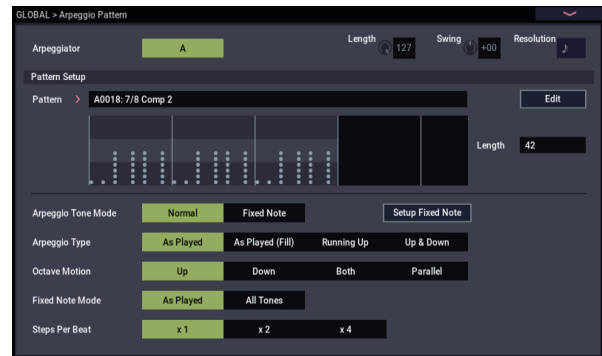 GLOBAL > Arpeggio Pattern
Arpeggiator A Length 127 Swing +00 Resolution ♪
Pattern Setup
Pattern > A0018: 7/8 Comp 2 Edit
Length 42
Arpeggio Tone Mode Normal Fixed Note Setup Fixed Note
Arpeggio Type As Played As Played (Fill) Running Up Up & Down
Octave Motion Up Down Both Parallel
Fixed Note Mode As Played All Tones
Steps Per Beat x 1 x 2 x 4